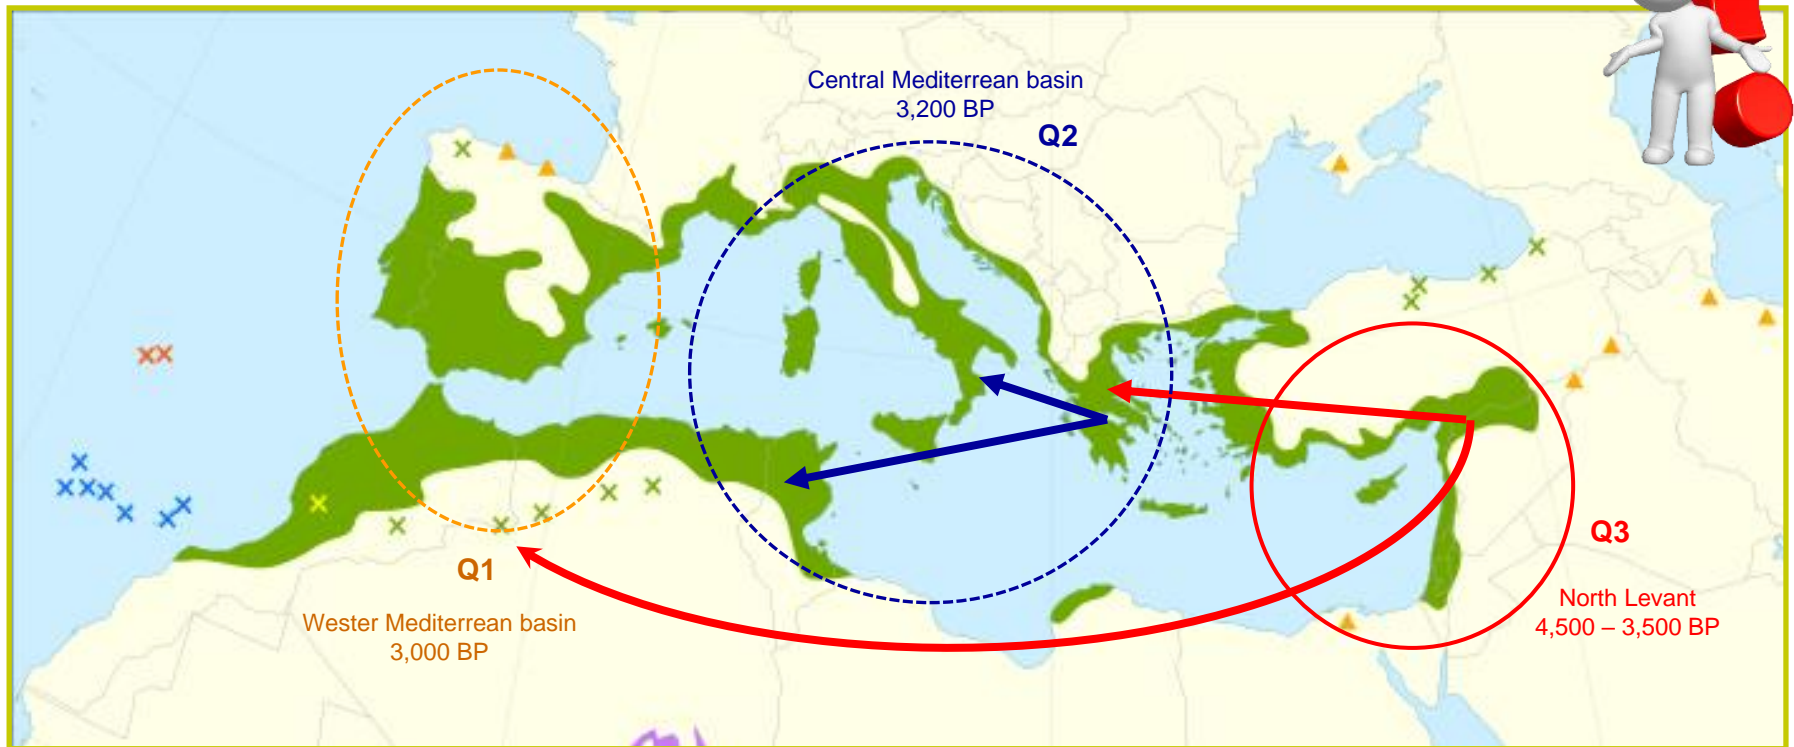 Central Mediterrean basin
3,200 BP
Q2
Q1
Wester Mediterrean basin
3,000 BP
Q3
North Levant
4,500 – 3,500 BP